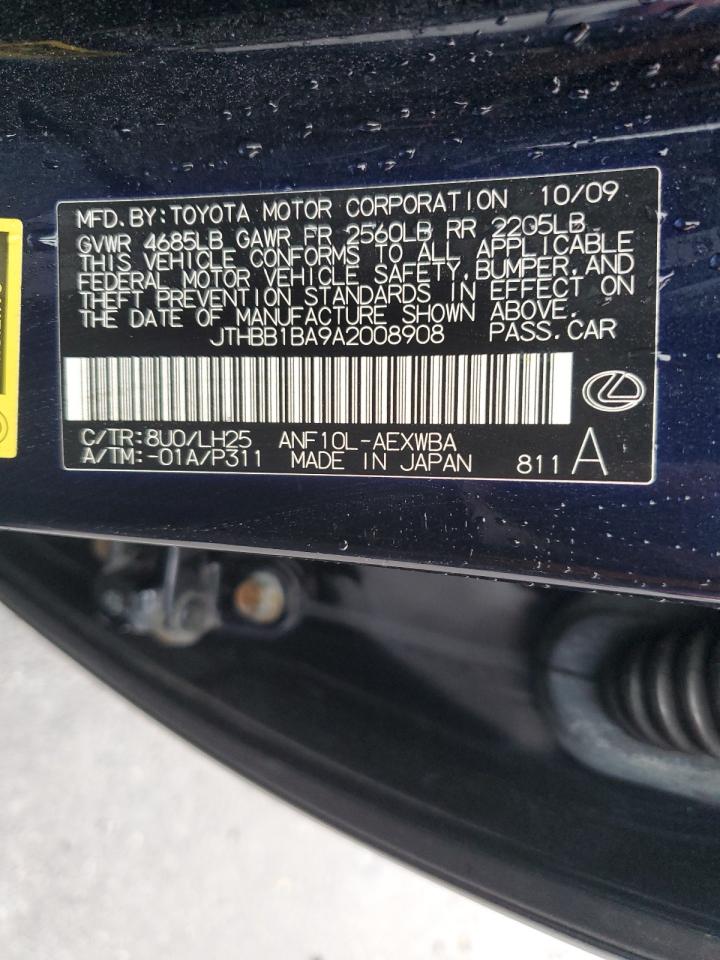 MFD. BY: TOYOTA MOTOR CORPORATION 10/09
GVWR 4685LB GAWR FR 2560LB RR 2205LB
THIS VEHICLE CONFORMS TO ALL APPLICABLE
FEDERAL MOTOR VEHICLE SAFETY, BUMPER, AND
THEFT PREVENTION STANDARDS IN EFFECT ON
THE DATE OF MANUFACTURE SHOWN ABOVE.
JTHBB1BA9A2008908 PASS. CAR
C/TR: 8U0/LH25 ANF10L-AEXWBA
A/TM: -01A/P311 MADE IN JAPAN 811 A